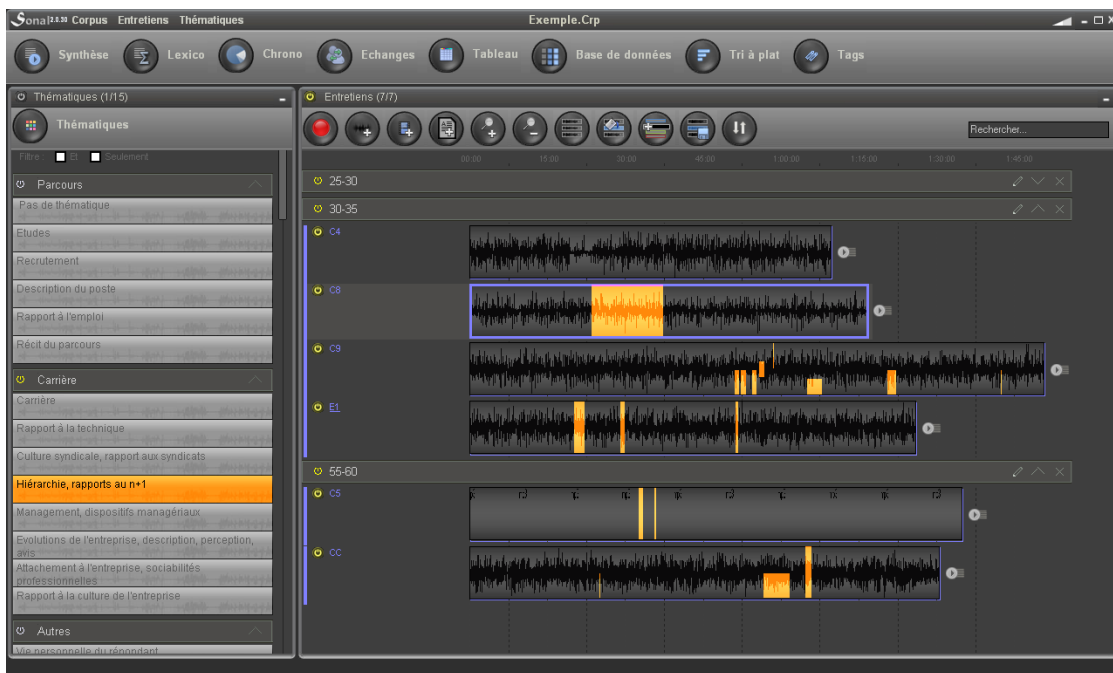 Sonal 2.0.28 Corpus Entretiens Thématiques Exemple.Crp
Synthèse Lexico Chrono Echanges Tableau Base de données Tri à plat Tags
Thématiques (1/15)
Thématiques
Filtre : Et Seulement
Parcours
Pas de thématique
Etudes
Recrutement
Description du poste
Rapport à l'emploi
Récit du parcours
Carrière
Carrière
Rapport à la technique
Culture syndicale, rapport aux syndicats
Hiérarchie, rapports au n+1
Management, dispositifs managériaux
Evolutions de l'entreprise, description, perception,
avis
Attachement à l'entreprise, sociabilités
professionnelles
Rapport à la culture de l'entreprise
Autres
Vie personnelle du répondant
Entretiens (7/7)
Rechercher...
00:00 15:00 30:00 45:00 1:00:00 1:15:00 1:30:00 1:45:00
25-30
30-35
C4
C8
C9
E1
55-60
C5
CC